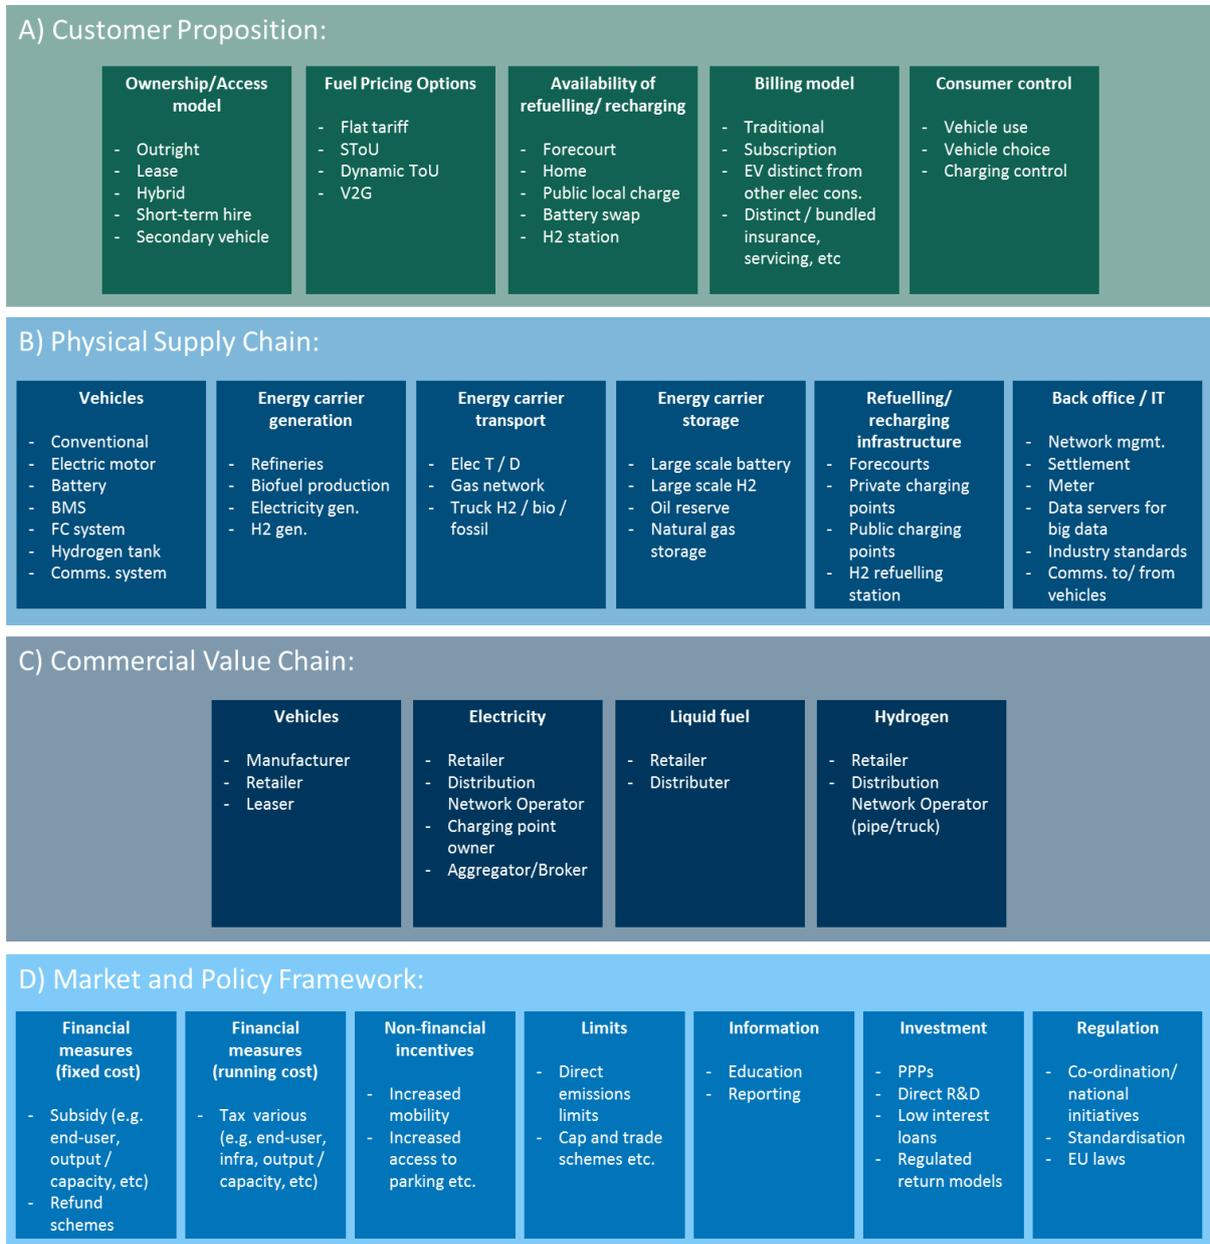 A) Customer Proposition:
Ownership/Access
model
- Outright
- Lease
- Hybrid
- Short-term hire
- Secondary vehicle
Fuel Pricing Options
- Flat tariff
- SToU
- Dynamic ToU
- V2G
Availability of
refuelling/ recharging
- Forecourt
- Home
- Public local charge
- Battery swap
- H2 station
Billing model
- Traditional
- Subscription
- EV distinct from
other elec cons.
- Distinct / bundled
insurance,
servicing, etc
Consumer control
- Vehicle use
- Vehicle choice
- Charging control
B) Physical Supply Chain:
Vehicles
- Conventional
- Electric motor
- Battery
- BMS
- FC system
- Hydrogen tank
- Comms. system
Energy carrier
generation
- Refineries
- Biofuel production
- Electricity gen.
- H2 gen.
Energy carrier
transport
- Elec T / D
- Gas network
- Truck H2 / bio /
fossil
Energy carrier
storage
- Large scale battery
- Large scale H2
- Oil reserve
- Natural gas
storage
Refuelling/
recharging
infrastructure
- Forecourts
- Private charging
points
- Public charging
points
- H2 refuelling
station
Back office / IT
- Network mgmt.
- Settlement
- Meter
- Data servers for
big data
- Industry standards
- Comms. to/ from
vehicles
C) Commercial Value Chain:
Vehicles
- Manufacturer
- Retailer
- Leaser
Electricity
- Retailer
- Distribution
Network Operator
- Charging point
owner
- Aggregator/Broker
Liquid fuel
- Retailer
- Distributer
Hydrogen
- Retailer
- Distribution
Network Operator
(pipe/truck)
D) Market and Policy Framework:
Financial
measures
(fixed cost)
- Subsidy (e.g.
end-user,
output /
capacity, etc)
- Refund
schemes
Financial
measures
(running cost)
- Tax various
(e.g. end-user,
infra, output /
capacity, etc)
Non-financial
incentives
- Increased
mobility
- Increased
access to
parking etc.
Limits
- Direct
emissions
limits
- Cap and trade
schemes etc.
Information
- Education
- Reporting
Investment
- PPPs
- Direct R&D
- Low interest
loans
- Regulated
return models
Regulation
- Co-ordination/
national
initiatives
- Standardisation
- EU laws